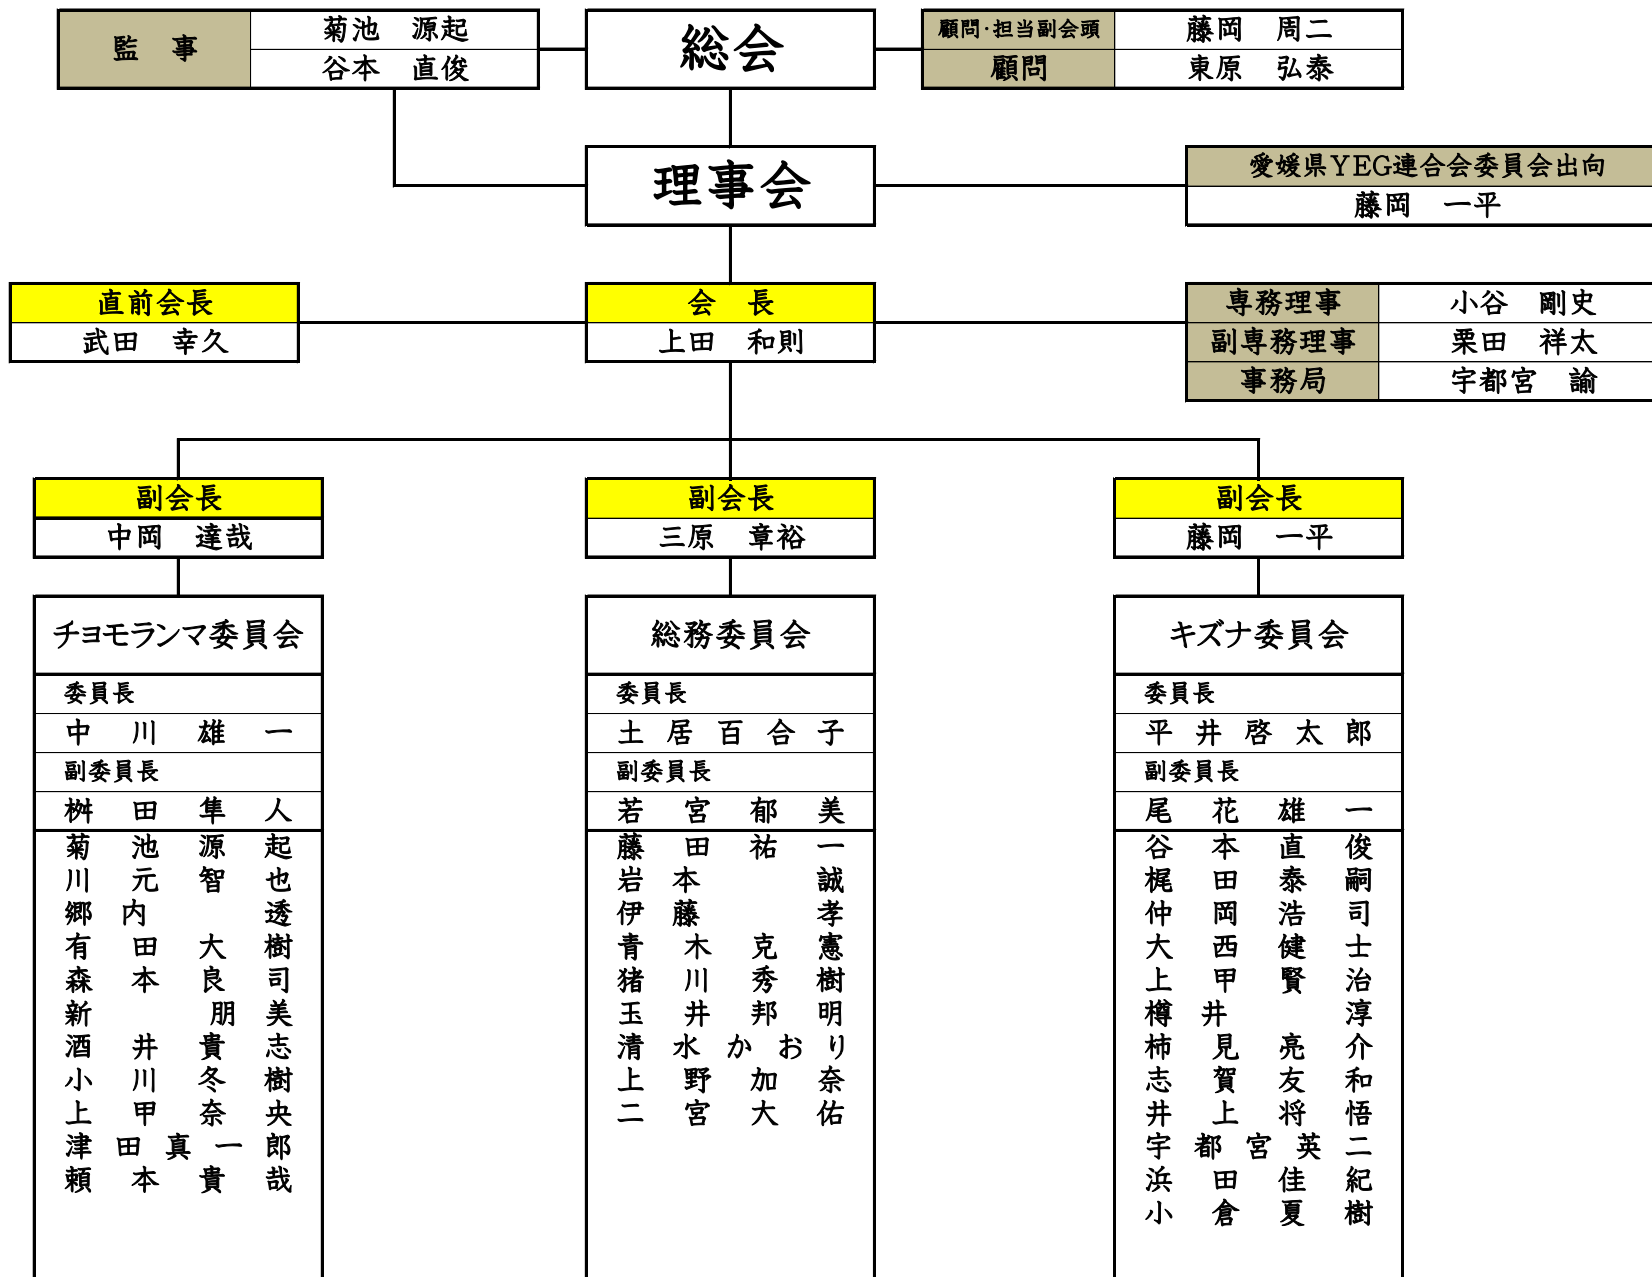 監　事
菊池　源起
谷本　直俊
総会
顧問・担当副会頭
藤岡　周二
顧問
東原　弘泰
理事会
愛媛県YEG連合会委員会出向
藤岡　一平
直前会長
武田　幸久
会　長
上田　和則
専務理事
小谷　剛史
副専務理事
栗田　祥太
事務局
宇都宮　諭
副会長
中岡　達哉
チョモランマ委員会
委員長
中川雄一
副委員長
桝田隼人
菊池源起
川元智也
郷内　透
有田大樹
森本良司
新　朋美
酒井貴志
小川冬樹
上甲奈央
津田真一郎
頼本貴哉
副会長
三原　章裕
総務委員会
委員長
土居百合子
副委員長
若宮郁美
藤田祐一
岩本　誠
伊藤　孝
青木克憲
猪川秀樹
玉井邦明
清水かおり
上野加奈
二宮大佑
副会長
藤岡　一平
キズナ委員会
委員長
平井啓太郎
副委員長
尾花雄一
谷本直俊
梶田泰嗣
仲岡浩司
大西健士
上甲賢治
樽井　淳
柿見亮介
志賀友和
井上将悟
宇都宮英二
浜田佳紀
小倉夏樹